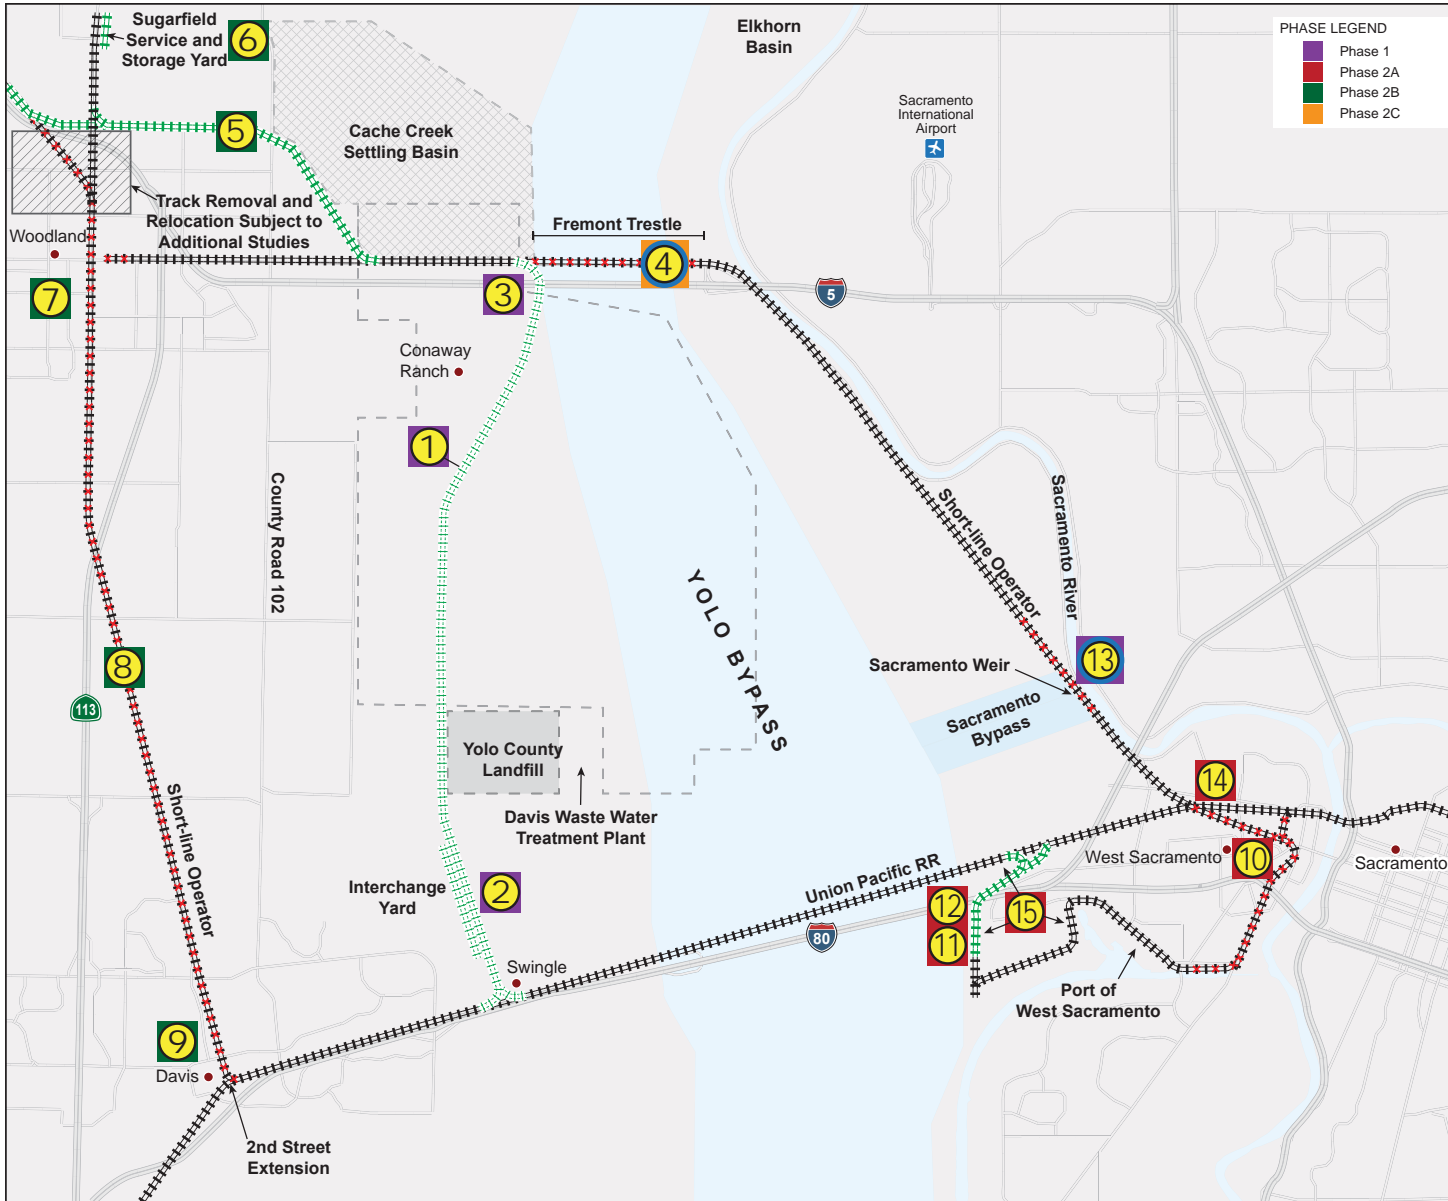 Sugarfield
Service and
Storage Yard
6
Elkhorn
Basin
PHASE LEGEND
Phase 1
Phase 2A
Phase 2B
Phase 2C
5
Cache Creek
Settling Basin
Sacramento
International
Airport
Track Removal and
Relocation Subject to
Additional Studies
Woodland
Fremont Trestle
4
7
3
5
Conaway
Ranch
1
County Road 102
Short-line Operator
Sacramento River
YOLO BYPASS
8
113
Sacramento Weir
13
Sacramento
Bypass
Yolo County
Landfill
Davis Waste Water
Treatment Plant
14
Short-line Operator
West Sacramento
10
Sacramento
Interchange
Yard
2
Union Pacific RR
12
11
15
80
Swingle
Port of
West Sacramento
9
Davis
2nd Street
Extension